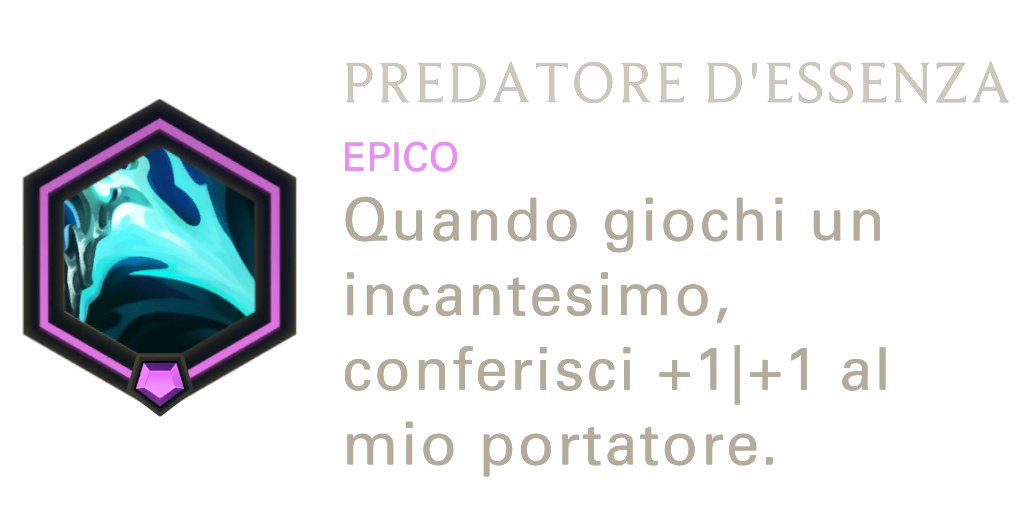 PREDATORE D'ESSENZA
EPICO
Quando giochi un
incantesimo,
conferisci +1|+1 al
mio portatore.